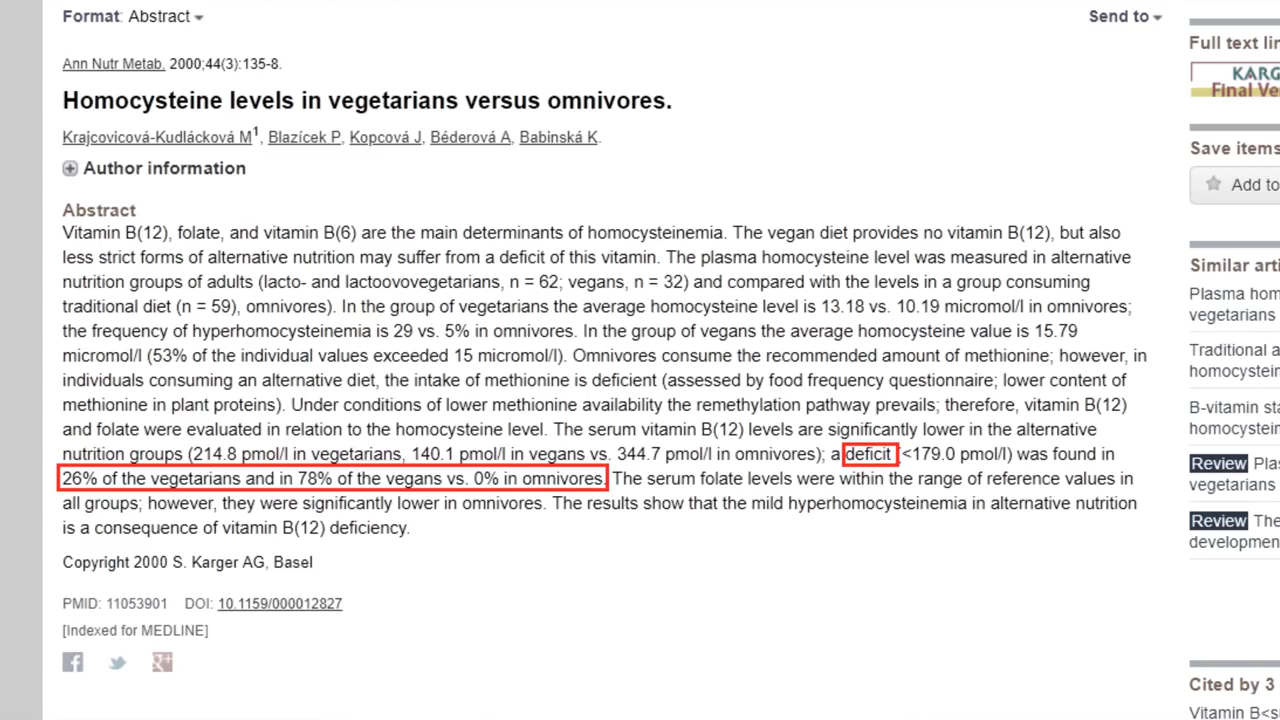 Format: Abstract
Send to
Ann Nutr Metab. 2000;44(3):135-8.
Homocysteine levels in vegetarians versus omnivores.
Krajcovicová-Kudlácková M1, Blazícek P, Kopcová J, Béderová A, Babinská K.
Author information
Abstract
Vitamin B(12), folate, and vitamin B(6) are the main determinants of homocysteinemia. The vegan diet provides no vitamin B(12), but also
less strict forms of alternative nutrition may suffer from a deficit of this vitamin. The plasma homocysteine level was measured in alternative
nutrition groups of adults (lacto- and lactoovovegetarians, n = 62; vegans, n = 32) and compared with the levels in a group consuming
traditional diet (n = 59), omnivores). In the group of vegetarians the average homocysteine level is 13.18 vs. 10.19 micromol/l in omnivores;
the frequency of hyperhomocysteinemia is 29 vs. 5% in omnivores. In the group of vegans the average homocysteine value is 15.79
micromol/l (53% of the individual values exceeded 15 micromol/l). Omnivores consume the recommended amount of methionine; however, in
individuals consuming an alternative diet, the intake of methionine is deficient (assessed by food frequency questionnaire; lower content of
methionine in plant proteins). Under conditions of lower methionine availability the remethylation pathway prevails; therefore, vitamin B(12)
and folate were evaluated in relation to the homocysteine level. The serum vitamin B(12) levels are significantly lower in the alternative
nutrition groups (214.8 pmol/l in vegetarians, 140.1 pmol/l in vegans vs. 344.7 pmol/l in omnivores); a deficit (<179.0 pmol/l) was found in
26% of the vegetarians and in 78% of the vegans vs. 0% in omnivores. The serum folate levels were within the range of reference values in
all groups; however, they were significantly lower in omnivores. The results show that the mild hyperhomocysteinemia in alternative nutrition
is a consequence of vitamin B(12) deficiency.
Copyright 2000 S. Karger AG, Basel
PMID: 11053901 DOI: 10.1159/000012827
[Indexed for MEDLINE]
Full text lin
KARG
Final Ve
Save items
Add to
Similar arti
Plasma hom
vegetarians
Traditional a
homocystein
B-vitamin sta
homocystein
Review Plas
vegetarians
Review The
developmen
Cited by 3
Vitamin B<s